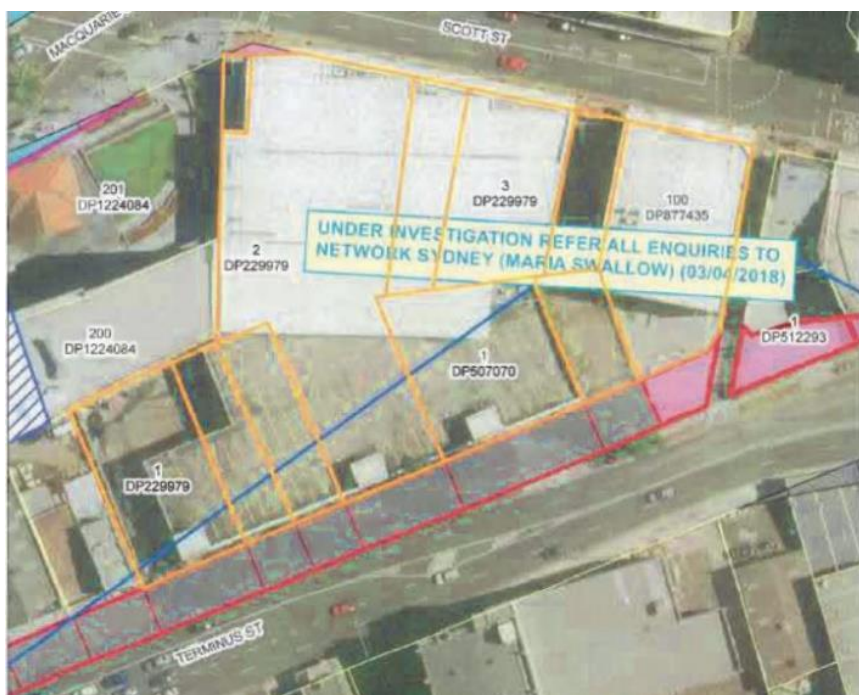 MACQUARIE
SCOTT ST
201
DP1224084
3
DP229979
100
DP877435
UNDER INVESTIGATION REFER ALL ENQUIRIES TO
NETWORK SYDNEY (MARIA SWALLOW) (03/04/2018)
2
DP229979
200
DP1224084
1
DP512293
1
DP507070
1
DP229979
TERMINUS ST